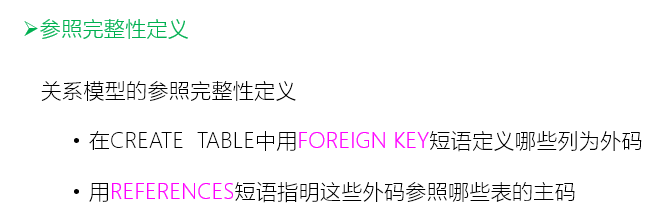 ➢参照完整性定义
关系模型的参照完整性定义
• 在CREATE TABLE中用FOREIGN KEY短语定义哪些列为外码
• 用REFERENCES短语指明这些外码参照哪些表的主码